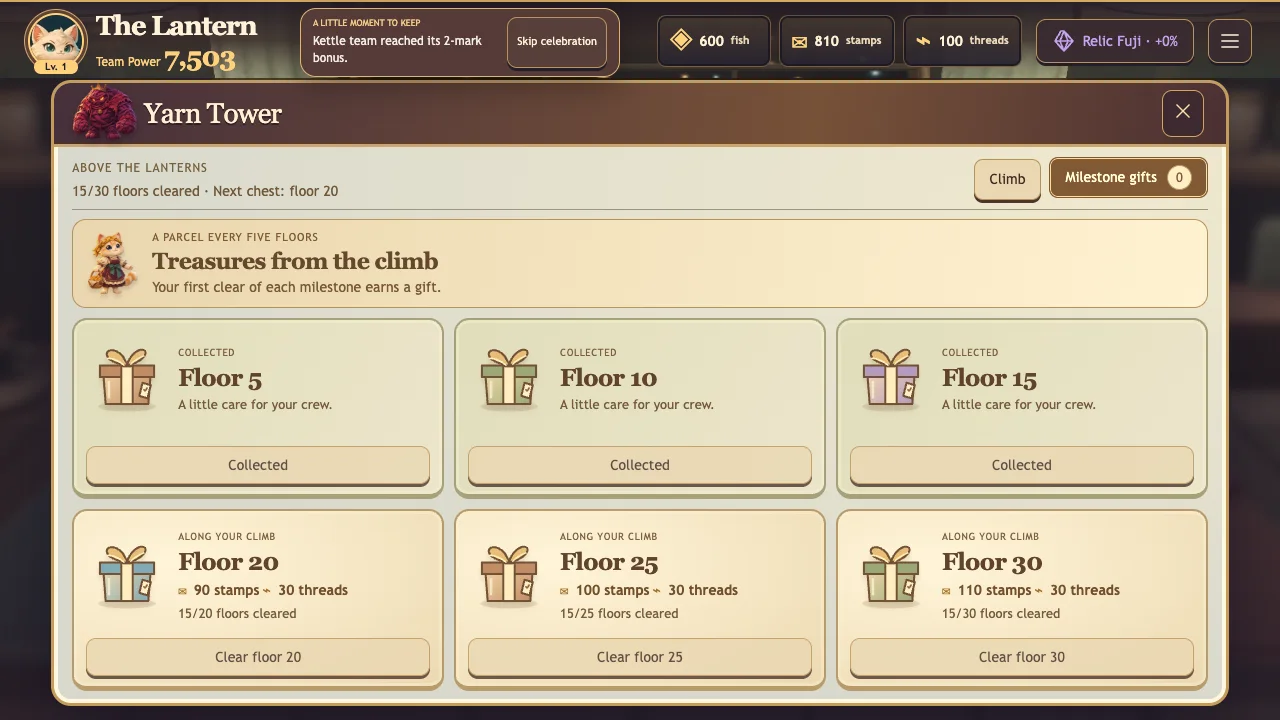 The Lantern
Team Power 7,503
Lv. 1
A LITTLE MOMENT TO KEEP
Kettle team reached its 2-mark
bonus.
Skip celebration
600 fish
810 stamps
100 threads
Relic Fuji · +0%
Yarn Tower
ABOVE THE LANTERNS
15/30 floors cleared · Next chest: floor 20
Climb
Milestone gifts 0
A PARCEL EVERY FIVE FLOORS
Treasures from the climb
Your first clear of each milestone earns a gift.
COLLECTED
Floor 5
A little care for your crew.
Collected
COLLECTED
Floor 10
A little care for your crew.
Collected
COLLECTED
Floor 15
A little care for your crew.
Collected
ALONG YOUR CLIMB
Floor 20
90 stamps 30 threads
15/20 floors cleared
Clear floor 20
ALONG YOUR CLIMB
Floor 25
100 stamps 30 threads
15/25 floors cleared
Clear floor 25
ALONG YOUR CLIMB
Floor 30
110 stamps 30 threads
15/30 floors cleared
Clear floor 30